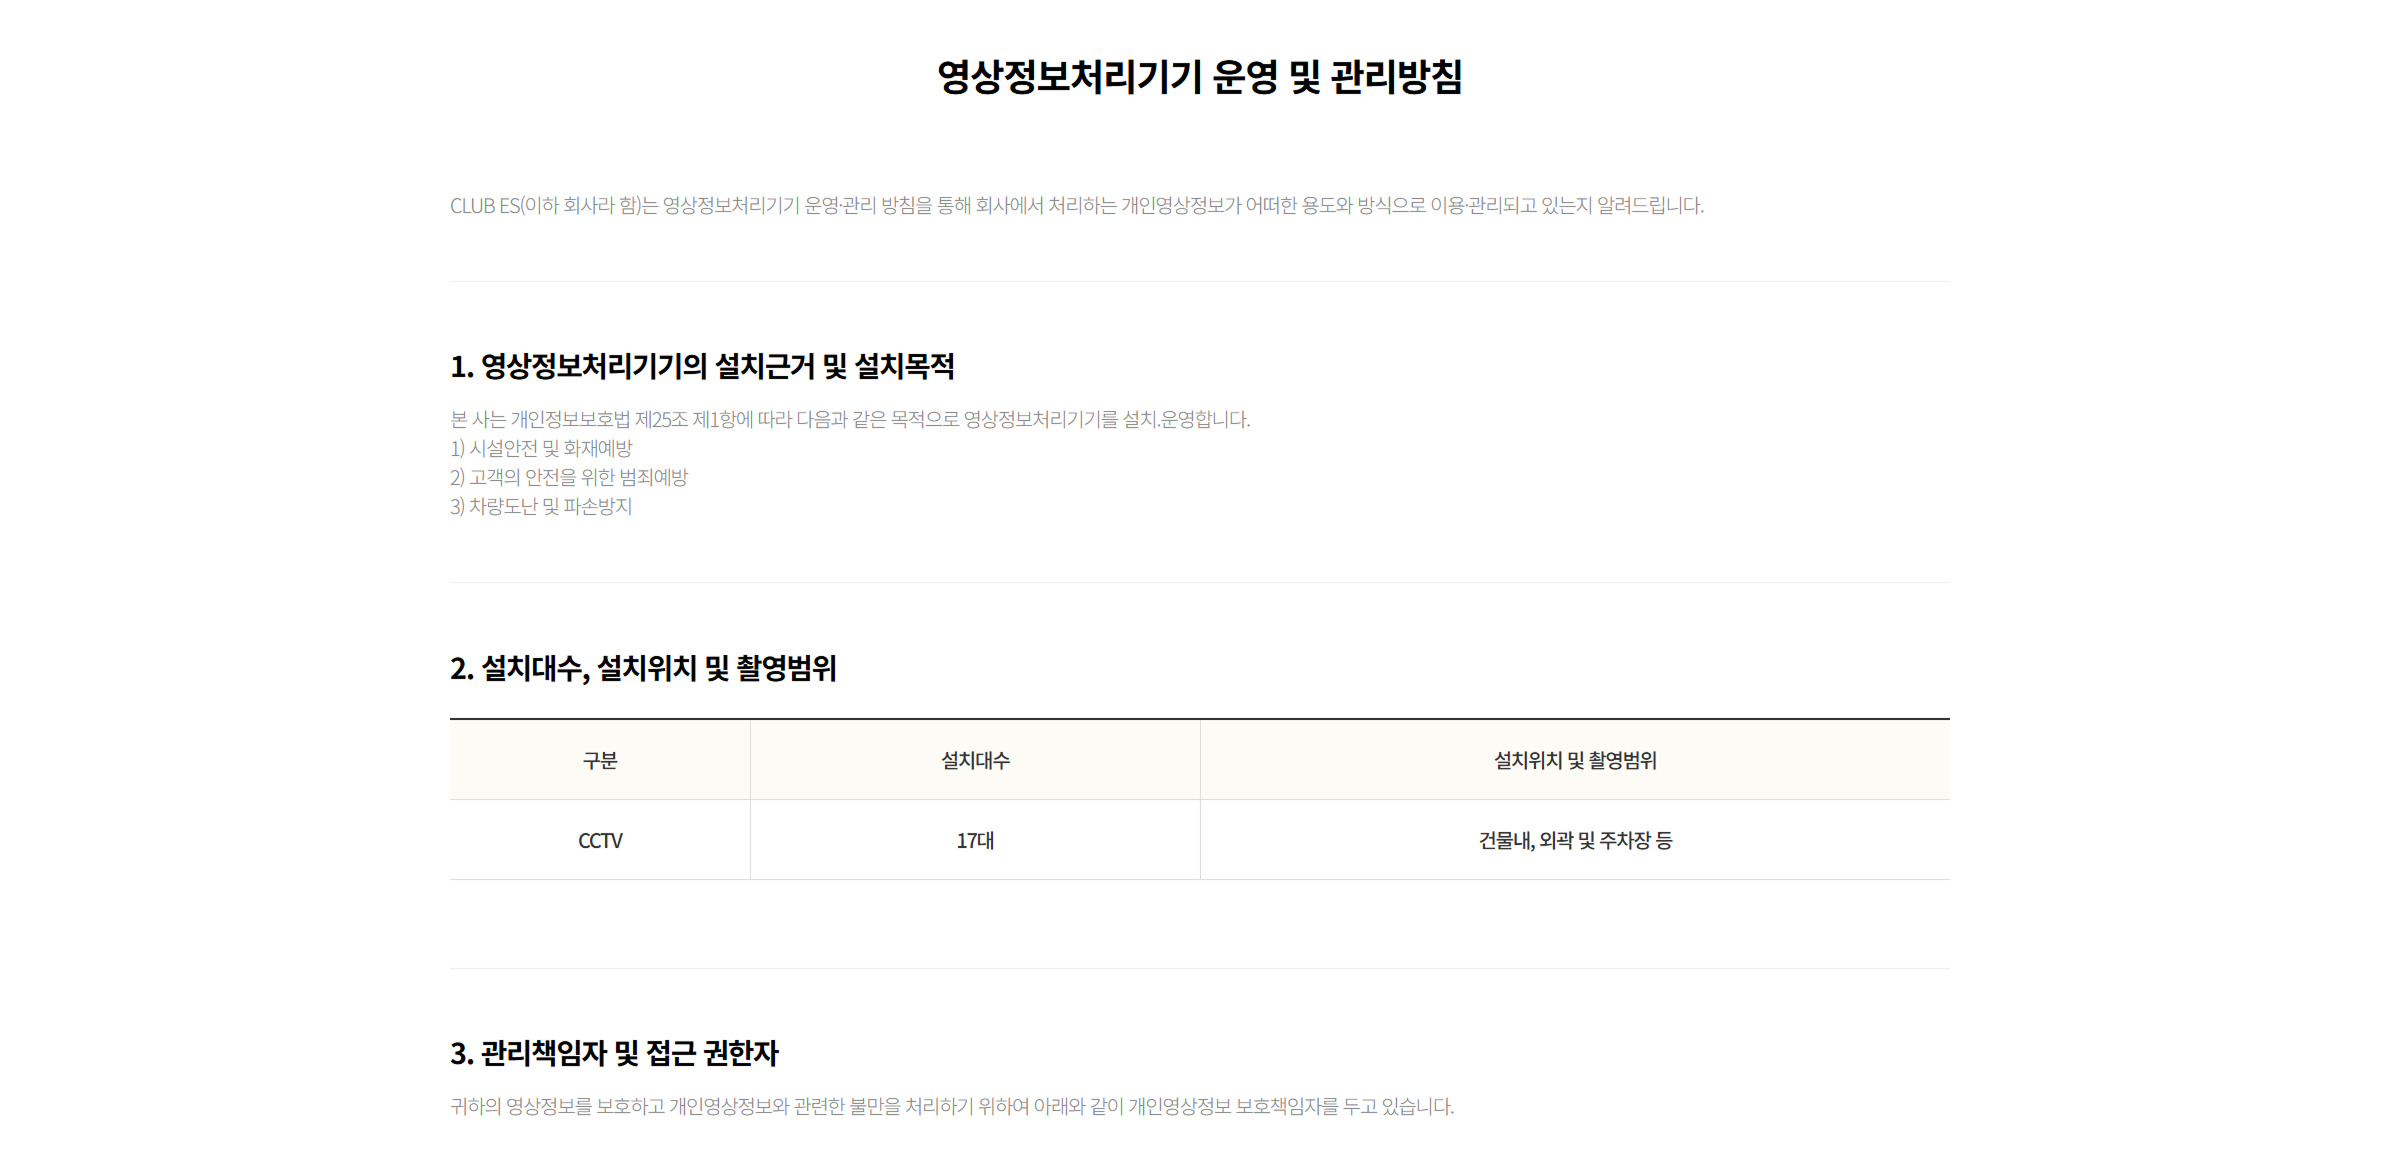 영상정보처리기기 운영 및 관리방침
CLUB ES(이하 회사라 함)는 영상정보처리기기 운영·관리 방침을 통해 회사에서 처리하는 개인영상정보가 어떠한 용도와 방식으로 이용·관리되고 있는지 알려드립니다.
1. 영상정보처리기기의 설치근거 및 설치목적
본 사는 개인정보보호법 제25조 제1항에 따라 다음과 같은 목적으로 영상정보처리기기를 설치.운영합니다.
1) 시설안전 및 화재예방
2) 고객의 안전을 위한 범죄예방
3) 차량도난 및 파손방지
2. 설치대수, 설치위치 및 촬영범위
구분 설치대수 설치위치 및 촬영범위
CCTV 17대 건물내, 외곽 및 주차장 등
3. 관리책임자 및 접근 권한자
귀하의 영상정보를 보호하고 개인영상정보와 관련한 불만을 처리하기 위하여 아래와 같이 개인영상정보 보호책임자를 두고 있습니다.